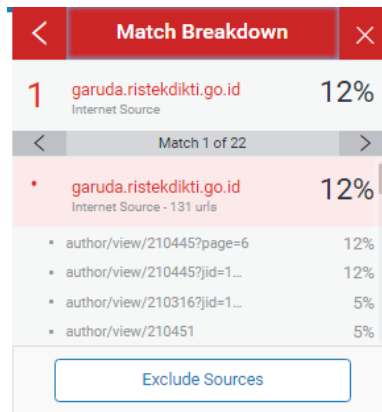 Match Breakdown
1 garuda.ristekdikti.go.id 12%
Internet Source
Match 1 of 22
garuda.ristekdikti.go.id 12%
Internet Source - 131 urls
• author/view/210445?page=6 12%
• author/view/210445?jid=1... 12%
• author/view/210316?jid=1... 5%
• author/view/210451 5%
Exclude Sources